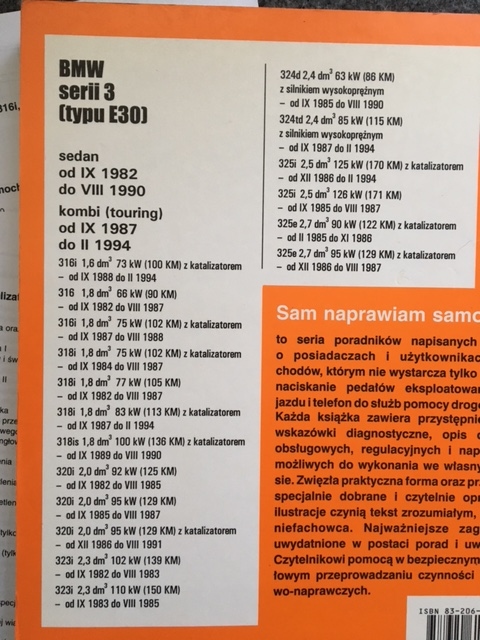 BMW
serii 3
(typu E30)
sedan
od IX 1982
do VIII 1990
kombi (touring)
od IX 1987
do II 1994
316i 1,6 dm³ 73 kW (100 KM) z katalizatorem
– od IX 1988 do II 1994
316 1,8 dm³ 66 kW (90 KM)
– od IX 1982 do VIII 1987
316i 1,8 dm³ 75 kW (102 KM) z katalizatorem
– od IX 1987 do VIII 1988
318i 1,8 dm³ 75 kW (102 KM) z katalizatorem
– od IX 1984 do VIII 1987
318i 1,8 dm³ 77 kW (105 KM)
– od IX 1982 do VIII 1987
318i 1,8 dm³ 83 kW (113 KM) z katalizatorem
– od IX 1987 do II 1994
318is 1,8 dm³ 100 kW (136 KM) z katalizatorem
– od IX 1989 do VIII 1990
320i 2,0 dm³ 92 kW (125 KM)
– od IX 1982 do VIII 1985
320i 2,0 dm³ 95 kW (129 KM)
– od IX 1985 do VIII 1987
320i 2,0 dm³ 95 kW (129 KM) z katalizatorem
– od XII 1986 do VIII 1991
323i 2,3 dm³ 102 kW (139 KM)
– od IX 1982 do VIII 1983
323i 2,3 dm³ 110 kW (150 KM)
– od IX 1983 do VIII 1985
324d 2,4 dm³ 63 kW (86 KM)
z silnikiem wysokoprężnym
– od IX 1985 do VIII 1990
324td 2,4 dm³ 85 kW (115 KM)
z silnikiem wysokoprężnym
– od IX 1987 do II 1994
325i 2,5 dm³ 125 kW (170 KM) z katalizatorem
– od XII 1986 do II 1994
325i 2,5 dm³ 126 kW (171 KM)
– od IX 1985 do VIII 1987
325e 2,7 dm³ 90 kW (122 KM) z katalizatorem
– od II 1985 do XI 1986
325e 2,7 dm³ 95 kW (129 KM) z katalizatorem
– od XII 1986 do VIII 1987
Sam naprawiam samo
to seria poradników napisanych
o posiadaczach i użytkownikac
chodów, którym nie wystarcza tylko
naciskanie pedałów eksploatowan
jazdu i telefon do służb pomocy drogo
Każda książka zawiera przystępnie
wskazówki diagnostyczne, opis c
obsługowych, regulacyjnych i nap
możliwych do wykonania we własny
sie. Zwięzła praktyczna forma oraz prz
specjalnie dobrane i czytelnie opr
ilustracje czynią tekst zrozumiałym,
niefachowca. Najważniejsze zag
uwydatnione w postaci porad i uw
Czytelnikowi pomocą w bezpiecznym
łowym przeprowadzaniu czynności
wo-naprawczych.
ISBN 83-206-